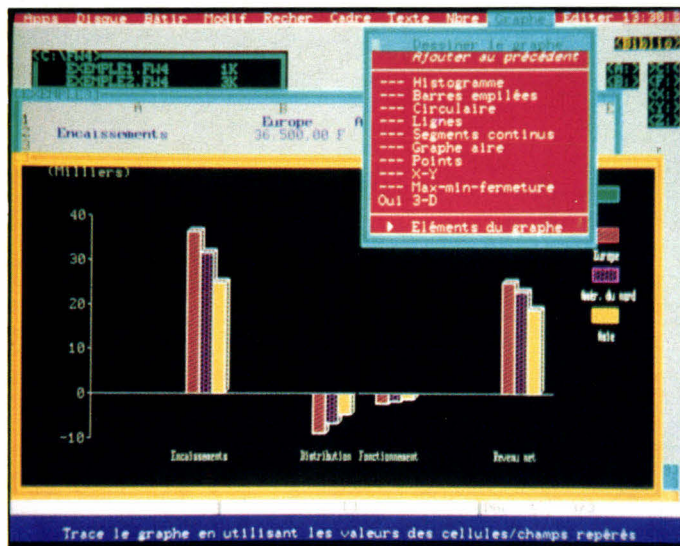 Apps Disque Bâtir Modif Recher Cadre Texte Nbre Graphe Editer
Dessiner le graphe
Ajouter au précédent
<C:\FW4>
EXEMPLE1.FW4 1K
EXEMPLE2.FW4 3K
A B
--- Histogramme
--- Barres empilées
--- Circulaire
--- Lignes
--- Segments continus
--- Graphe aire
--- Points
--- X-Y
--- Max-min-fermeture
Oui 3-D
► Eléments du graphe
Europe
Encaissements 36.500,00 F
(Milliers)
40
30
20
10
0
-10
Europe
Amér. du nord
Asie
Encaissements Distribution Fonctionnement Revenu net
Trace le graphe en utilisant les valeurs des cellules/champs repérés